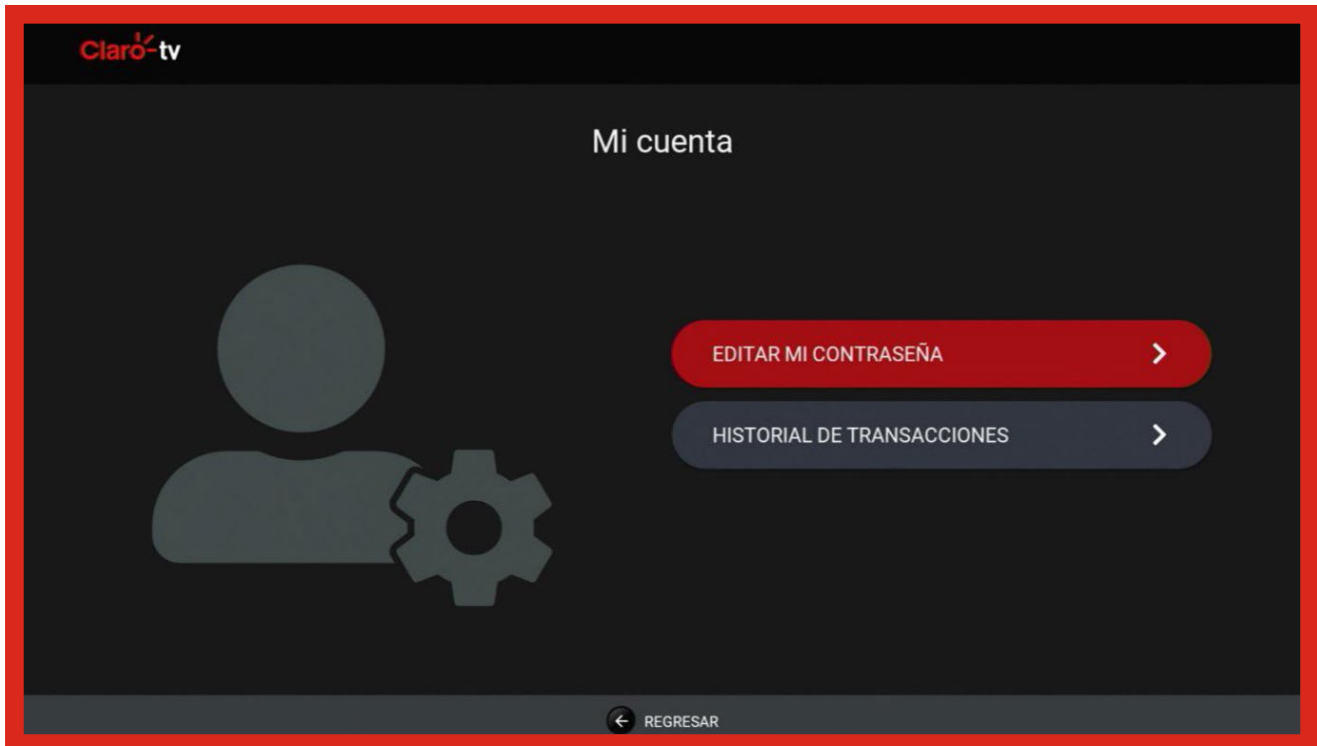 Claro-tv
Mi cuenta
EDITAR MI CONTRASEÑA
HISTORIAL DE TRANSACCIONES
REGRESAR